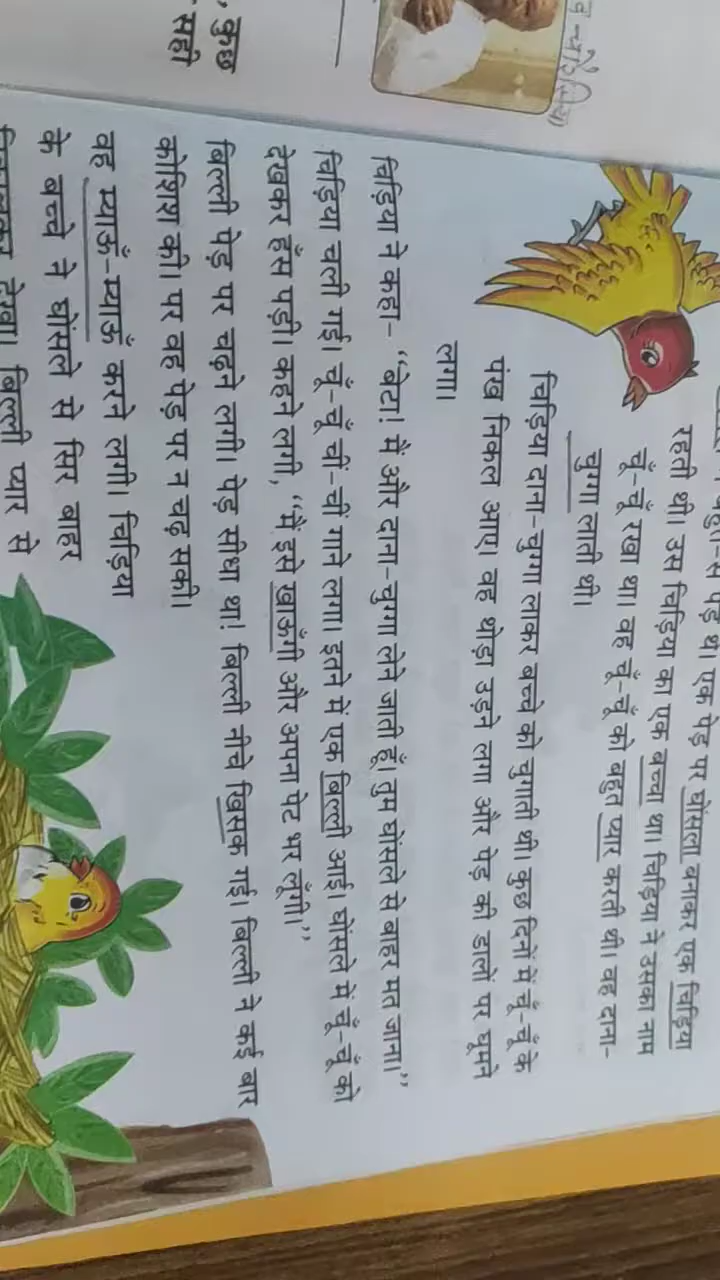 पेड़ था। एक पेड़ पर घोंसला बनाकर एक चिड़िया
रहती थी। उस चिड़िया का एक बच्चा था। चिड़िया ने उसका नाम
चूं-चूं रखा था। वह चूं-चूं को बहुत प्यार करती थी। वह दाना-
चुग्गा लाती थी।
चिड़िया दाना-चुग्गा लाकर बच्चे को चुगाती थी। कुछ दिनों में चूं-चूं के
पंख निकल आए। वह थोड़ा उड़ने लगा और पेड़ की डालों पर घूमने
लगा।
चिड़िया ने कहा- “बेटा! मैं और दाना-चुग्गा लेने जाती हूं। तुम घोंसले से बाहर मत जाना।”
चिड़िया चली गई। चूं-चूं चीं-चीं गाने लगा। इतने में एक बिल्ली आई। घोंसले में चूं-चूं को
देखकर हंस पड़ी। कहने लगी, “मैं इसे खाऊंगी और अपना पेट भर लूंगी।”
बिल्ली पेड़ पर चढ़ने लगी। पेड़ सीधा था! बिल्ली नीचे खिसक गई। बिल्ली ने कई बार
कोशिश की। पर वह पेड़ पर न चढ़ सकी।
वह म्याऊँ-म्याऊँ करने लगी। चिड़िया
के बच्चे ने घोंसले से सिर बाहर
देखा। बिल्ली प्यार से
कुछ
सही